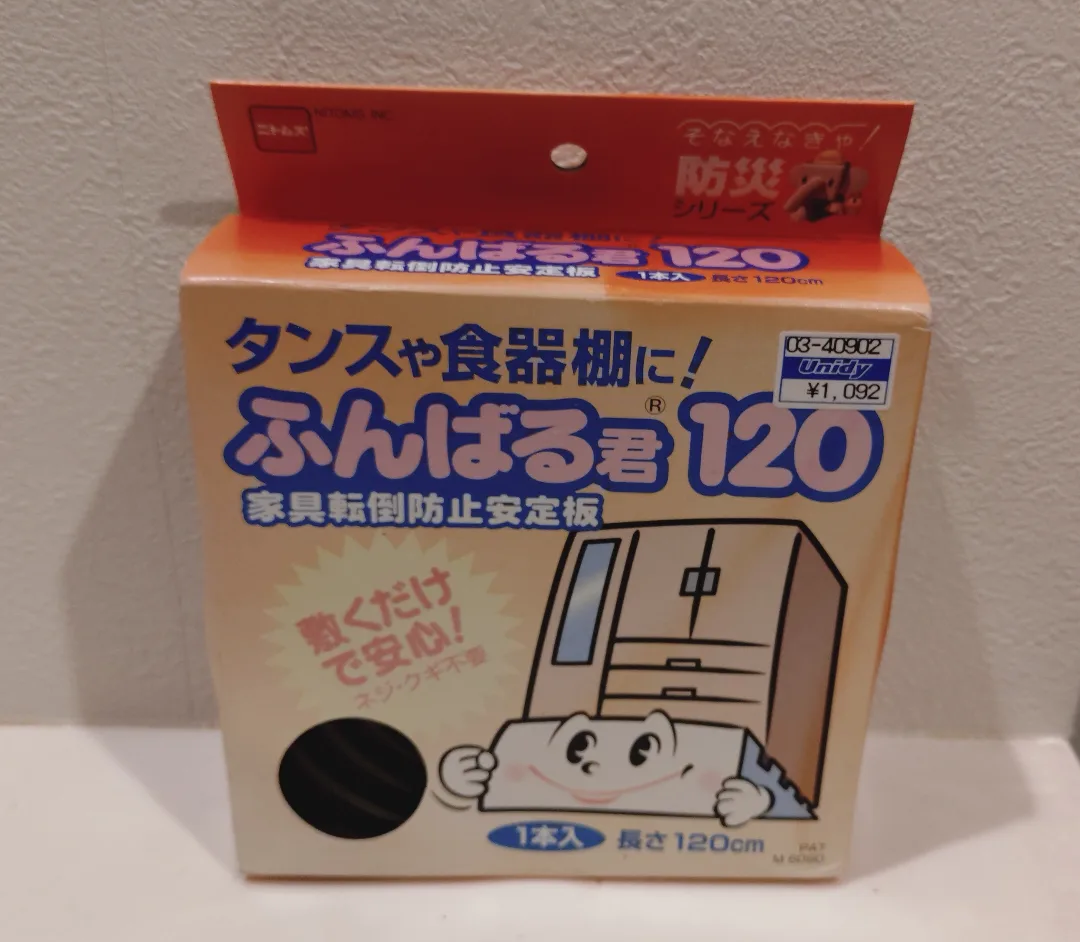 ニトムズ
NITOMS INC.
そなえなきゃ!
防災
シリーズ
ふんばる君 120
家具転倒防止安定板
1本入 長さ120cm
タンスや食器棚に!
03-40902
Unidy
¥1,092
ふんばる君® 120
家具転倒防止安定板
敷くだけ
で安心!
ネジ・クギ不要
1本入 長さ120cm
PAT
M 6080